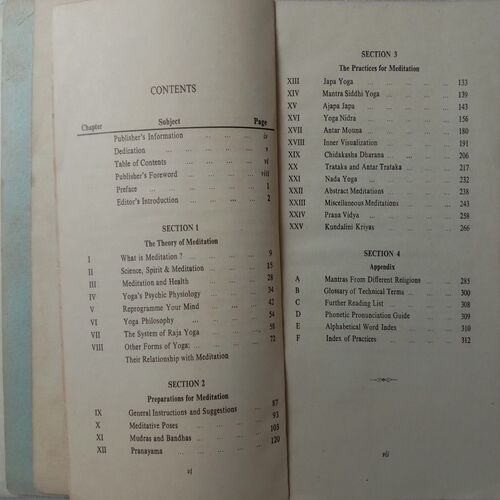 CONTENTS
Chapter Subject Page
Publisher's Information ... ... ... iv
Dedication ... ... ... v
Table of Contents ... ... ... vi
Publisher's Foreword ... ... ... viii
Preface ... ... ... 1
Editor's Introduction ... ... ... 2
SECTION 1
The Theory of Meditation
I What is Meditation ? ... ... ... 9
II Science, Spirit & Meditation ... ... ... 15
III Meditation and Health ... ... ... 28
IV Yoga's Psychic Physiology ... ... ... 34
V Reprogramme Your Mind ... ... ... 42
VI Yoga Philosophy ... ... ... 54
VII The System of Raja Yoga ... ... ... 58
VIII Other Forms of Yoga; ... ... ... 72
Their Relationship with Meditation
SECTION 2
Preparations for Meditation
IX General Instructions and Suggestions ... ... 87
X Meditative Poses ... ... ... 93
XI Mudras and Bandhas ... ... ... 105
XII Pranayama ... ... ... 120
vi
SECTION 3
The Practices for Meditation
XIII Japa Yoga ... ... ... 133
XIV Mantra Siddhi Yoga ... ... ... 139
XV Ajapa Japa ... ... ... 143
XVI Yoga Nidra ... ... ... 156
XVII Antar Mouna ... ... ... 180
XVIII Inner Visualization ... ... ... 191
XIX Chidakasha Dharana ... ... ... 206
XX Trataka and Antar Trataka ... ... ... 217
XXI Nada Yoga ... ... ... 232
XXII Abstract Meditations ... ... ... 238
XXIII Miscellaneous Meditations ... ... ... 243
XXIV Prana Vidya ... ... ... 258
XXV Kundalini Kriyas ... ... ... 266
SECTION 4
Appendix
A Mantras From Different Religions ... ... 285
B Glossary of Technical Terms ... ... ... 300
C Further Reading List ... ... ... 308
D Phonetic Pronunciation Guide ... ... ... 309
E Alphabetical Word Index ... ... ... 310
F Index of Practices ... ... ... 312
vii